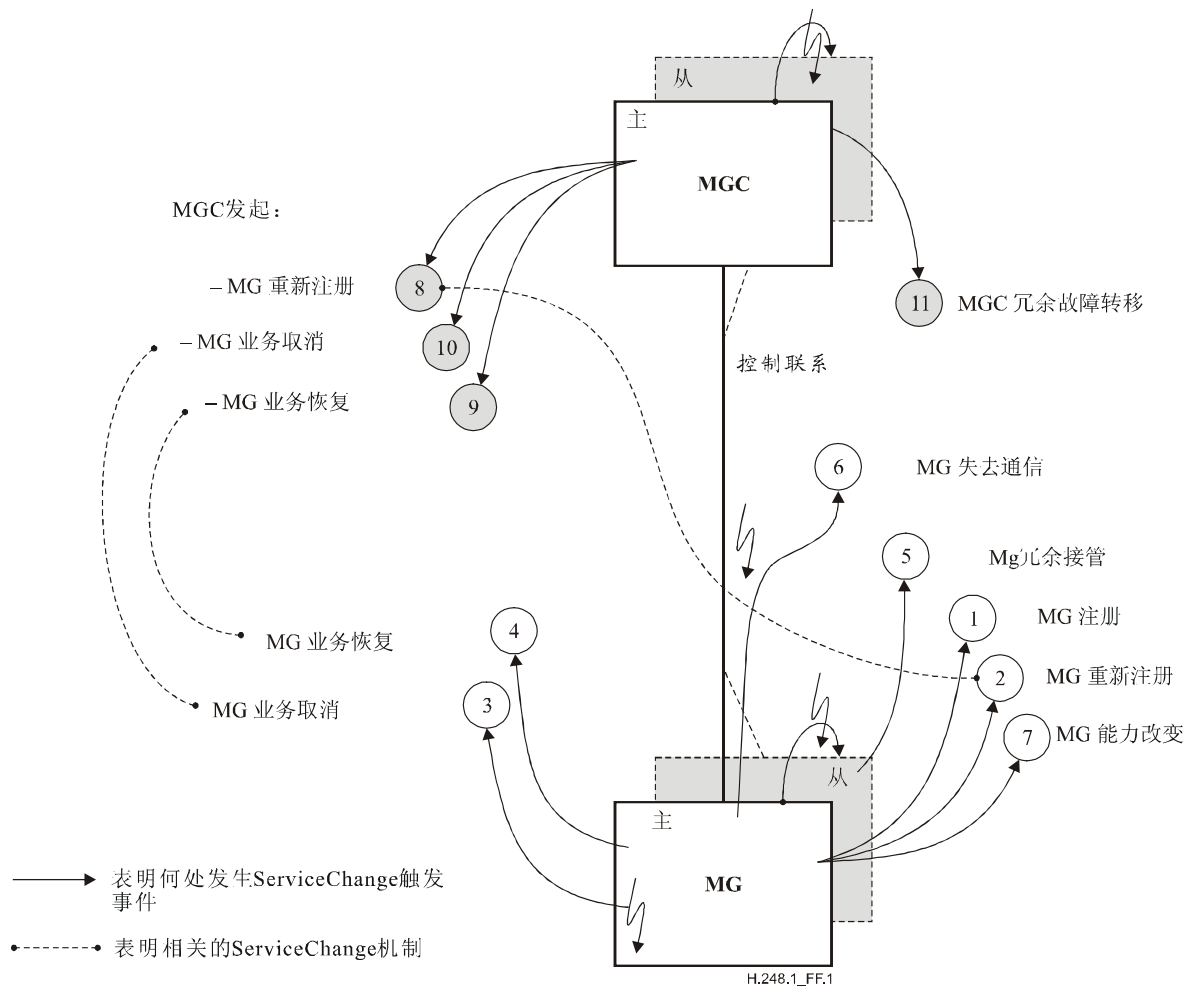 从
主
MGC
MGC发起：
– MG 重新注册
8
11
MGC 冗余故障转移
– MG 业务取消
10
控制联系
– MG 业务恢复
9
6
MG 失去通信
5
Mg冗余接管
1
MG 注册
4
MG 业务恢复
2
MG 重新注册
3
MG 业务取消
7
MG 能力改变
从
主
MG
表明何处发生ServiceChange触发
事件
表明相关的ServiceChange机制
H.248.1_FF.1